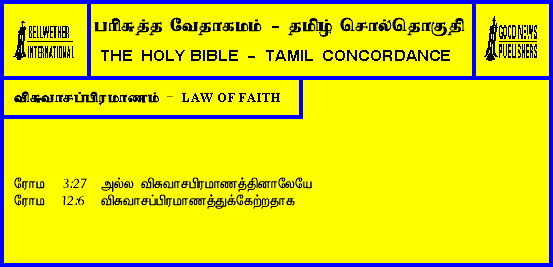 BELLWETHER
INTERNATIONAL
பரிசுத்த வேதாகமம் - தமிழ் சொல்தொகுதி
THE HOLY BIBLE - TAMIL CONCORDANCE
GOOD NEWS
PUBLISHERS
விசுவாசப்பிரமாணம் - LAW OF FAITH
ரோம 3:27 அல்ல விசுவாசபிரமாணத்தினாலேயே
ரோம 12:6 விசுவாசப்பிரமாணத்துக்கேற்றதாக